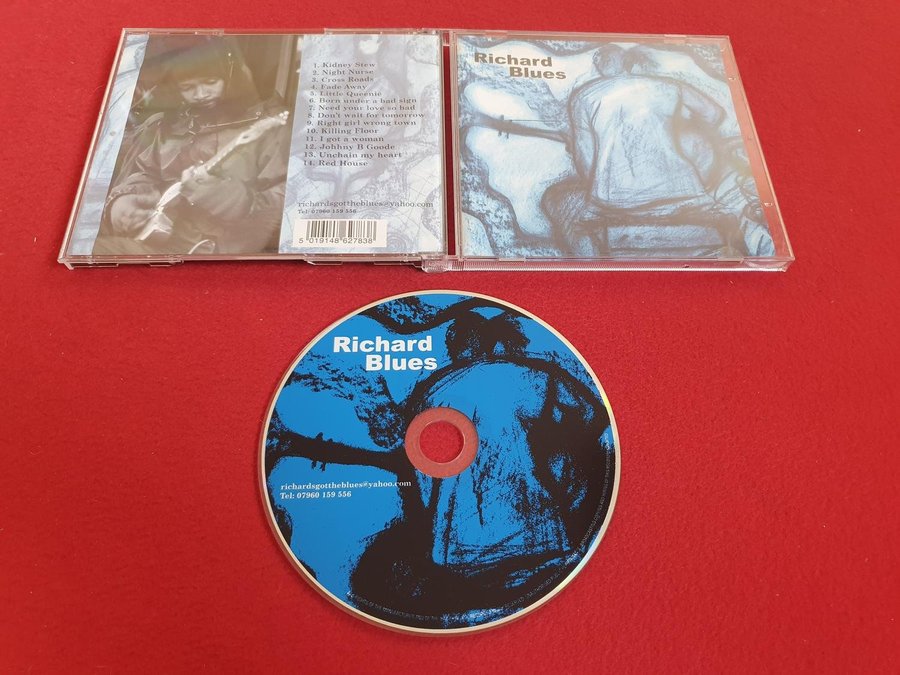 1. Kidney Stew
2. Night Nurse
3. Cross Roads
4. Fade Away
5. Little Queenie
6. Born under a bad sign
7. Need your love so bad
8. Don't wait for tomorrow
9. Right girl wrong town
10. Killing Floor
11. I got a woman
12. Johhny B Goode
13. Unchain my heart
14. Red House
richardsgottheblues@yahoo.com
Tel: 07960 159 556
5 019148 627838
Richard
Blues
Richard
Blues
richardsgottheblues@yahoo.com
Tel: 07960 159 556